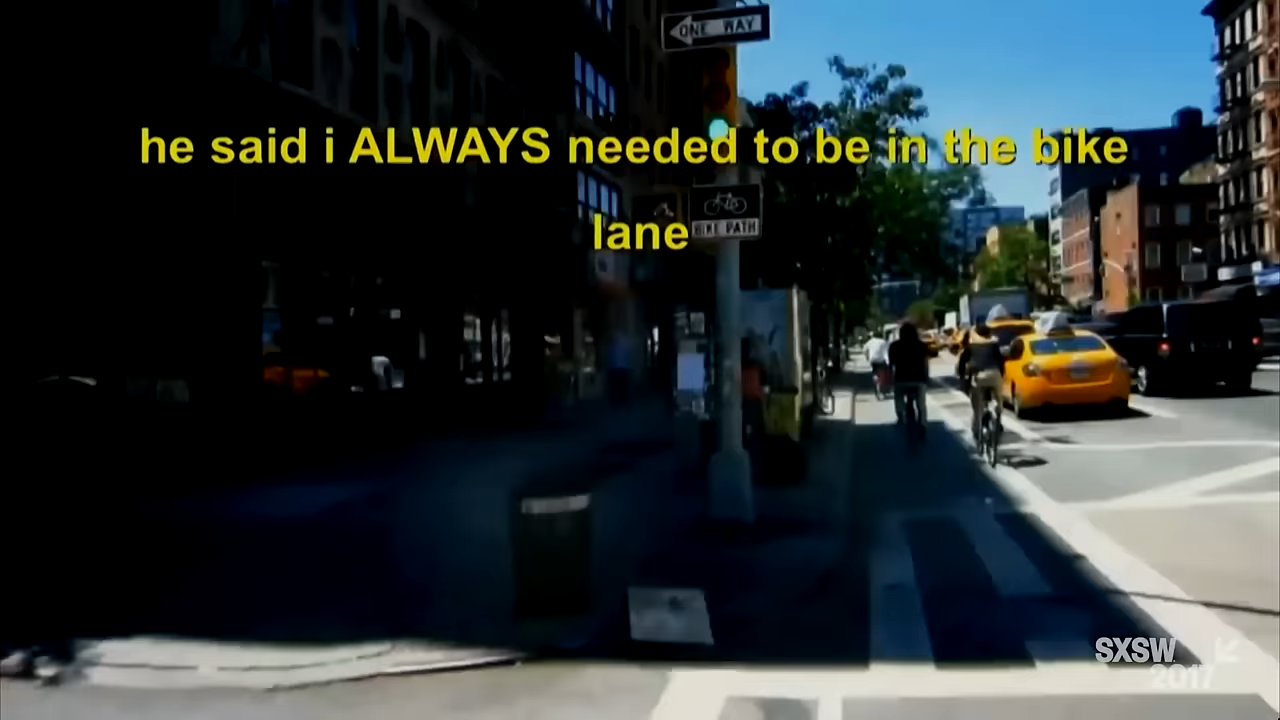 ONE WAY
he said i ALWAYS needed to be in the bike
lane
BIKE PATH
SXSW
2017